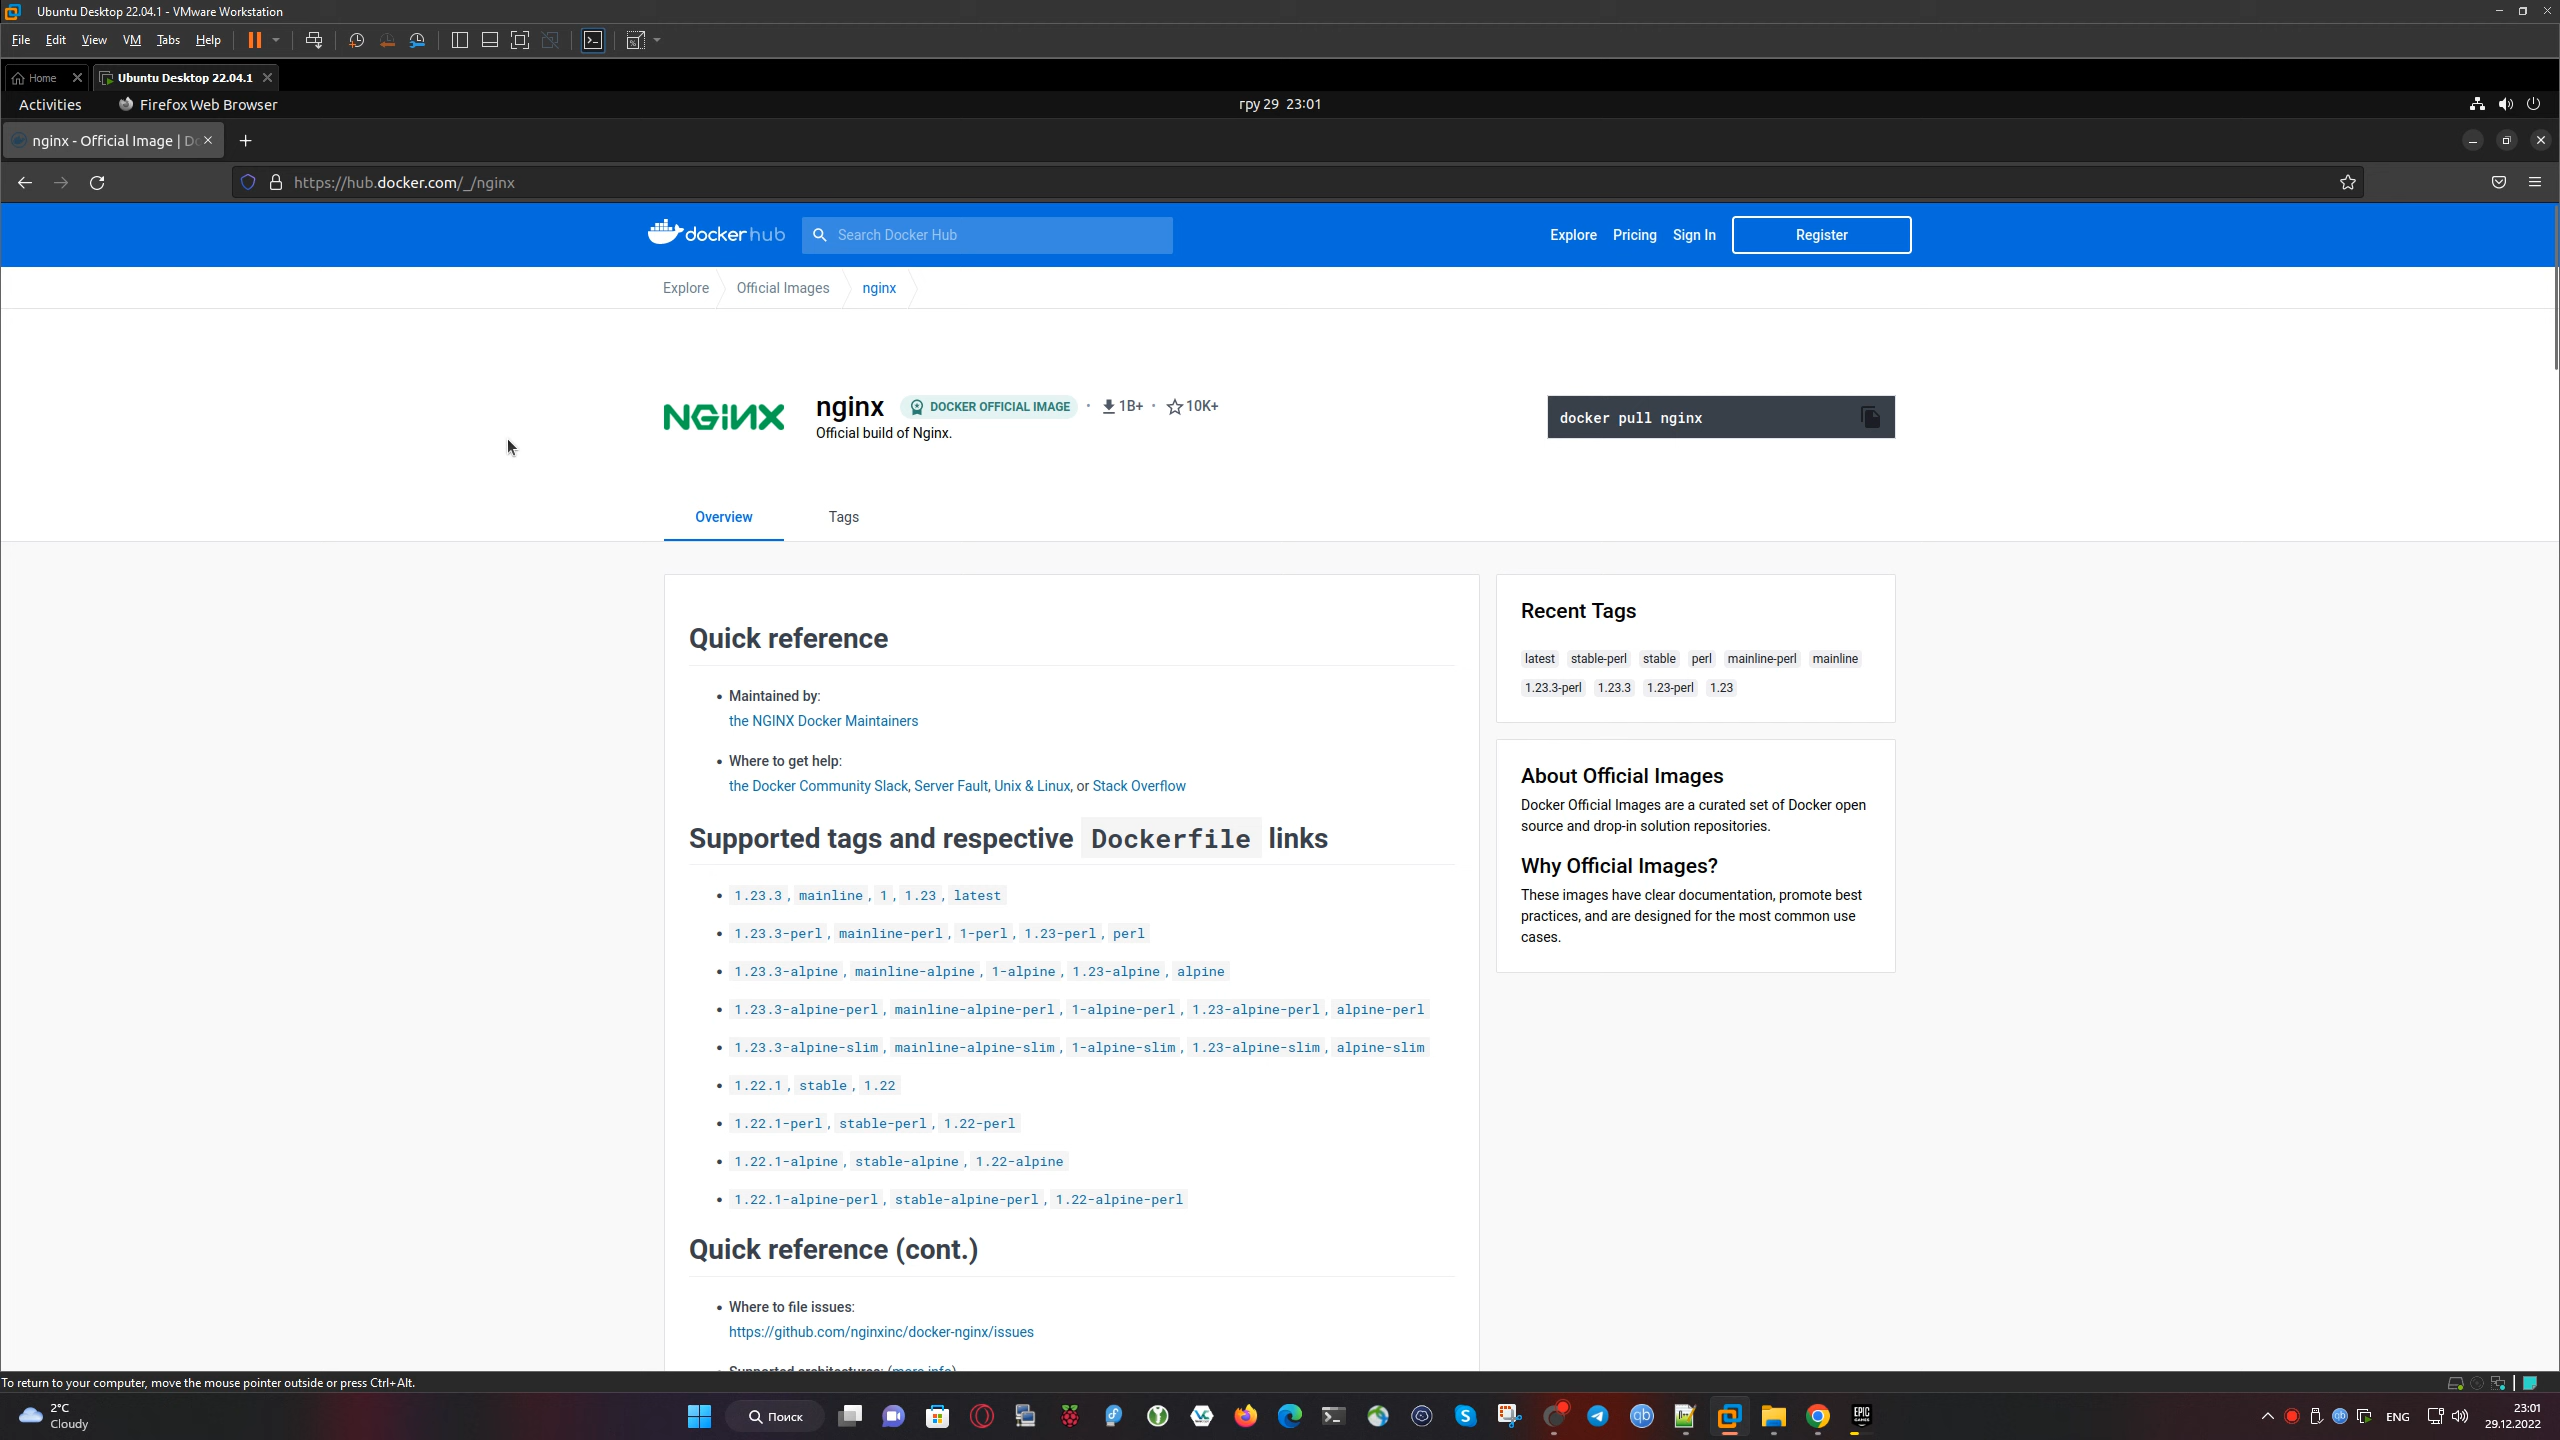 Ubuntu Desktop 22.04.1 - VMware Workstation
File Edit View VM Tabs Help
Home Ubuntu Desktop 22.04.1
Activities Firefox Web Browser гру 29 23:01
nginx - Official Image | Do
https://hub.docker.com/_/nginx
docker hub Search Docker Hub Explore Pricing Sign In Register
Explore Official Images nginx
NGINX nginx DOCKER OFFICIAL IMAGE · 1B+ · 10K+
Official build of Nginx.
docker pull nginx
Overview Tags
Quick reference
• Maintained by:
the NGINX Docker Maintainers
• Where to get help:
the Docker Community Slack, Server Fault, Unix & Linux, or Stack Overflow
Supported tags and respective Dockerfile links
• 1.23.3, mainline, 1, 1.23, latest
• 1.23.3-perl, mainline-perl, 1-perl, 1.23-perl, perl
• 1.23.3-alpine, mainline-alpine, 1-alpine, 1.23-alpine, alpine
• 1.23.3-alpine-perl, mainline-alpine-perl, 1-alpine-perl, 1.23-alpine-perl, alpine-perl
• 1.23.3-alpine-slim, mainline-alpine-slim, 1-alpine-slim, 1.23-alpine-slim, alpine-slim
• 1.22.1, stable, 1.22
• 1.22.1-perl, stable-perl, 1.22-perl
• 1.22.1-alpine, stable-alpine, 1.22-alpine
• 1.22.1-alpine-perl, stable-alpine-perl, 1.22-alpine-perl
Quick reference (cont.)
• Where to file issues:
https://github.com/nginxinc/docker-nginx/issues
• Supported architectures: (more info)
Recent Tags
latest stable-perl stable perl mainline-perl mainline
1.23.3-perl 1.23.3 1.23-perl 1.23
About Official Images
Docker Official Images are a curated set of Docker open
source and drop-in solution repositories.
Why Official Images?
These images have clear documentation, promote best
practices, and are designed for the most common use
cases.
To return to your computer, move the mouse pointer outside or press Ctrl+Alt.
2°C
Cloudy
Поиск
qb
EPIC GAMES
ENG
23:01
29.12.2022